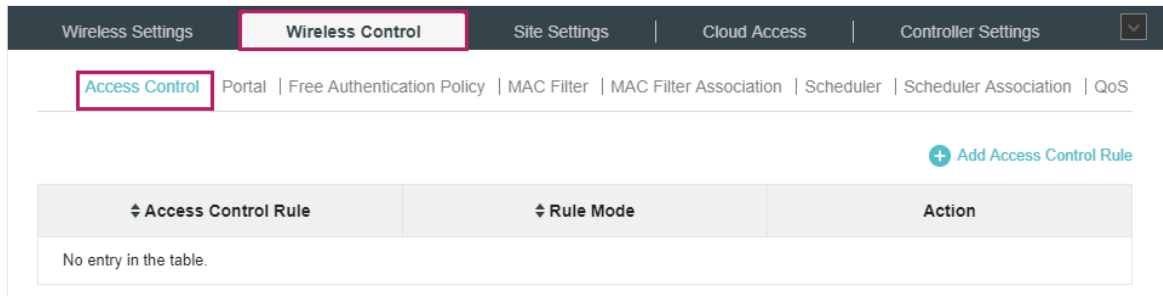 Wireless Settings Wireless Control Site Settings | Cloud Access | Controller Settings
Access Control Portal | Free Authentication Policy | MAC Filter | MAC Filter Association | Scheduler | Scheduler Association | QoS
Add Access Control Rule
Access Control Rule Rule Mode Action
No entry in the table.